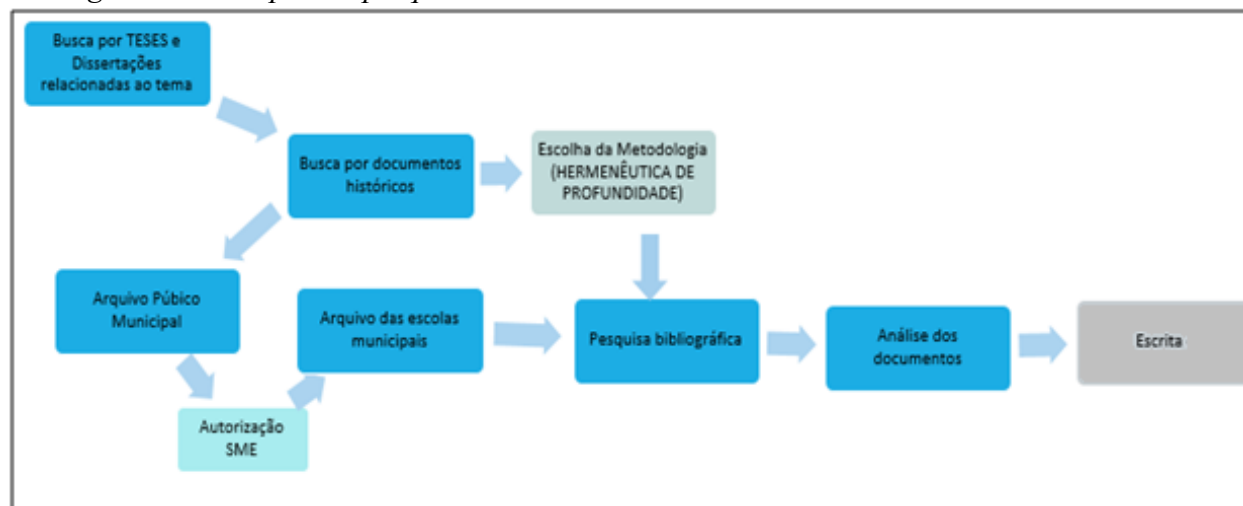 Busca por TESES e
Dissertações
relacionadas ao tema
Busca por documentos
históricos
Escolha da Metodologia
(HERMENÊUTICA DE
PROFUNDIDADE)
Arquivo Púbico
Municipal
Autorização
SME
Arquivo das escolas
municipais
Pesquisa bibliográfica
Análise dos
documentos
Escrita